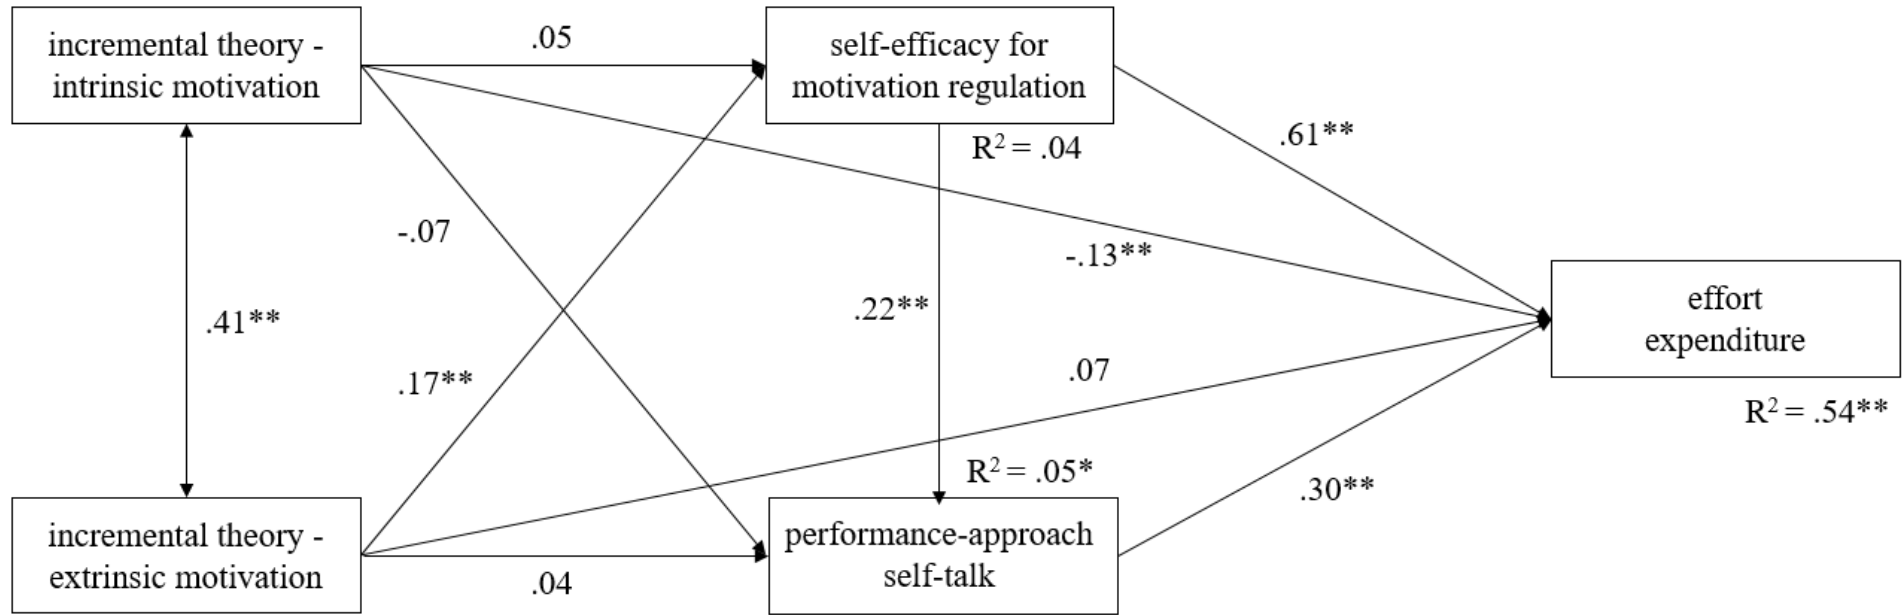 incremental theory -
intrinsic motivation
.05
self-efficacy for
motivation regulation
R² = .04
.61**
-.07
-.13**
.41**
.22**
effort
expenditure
.17**
.07
R² = .54**
R² = .05*
.30**
incremental theory -
extrinsic motivation
.04
performance-approach
self-talk